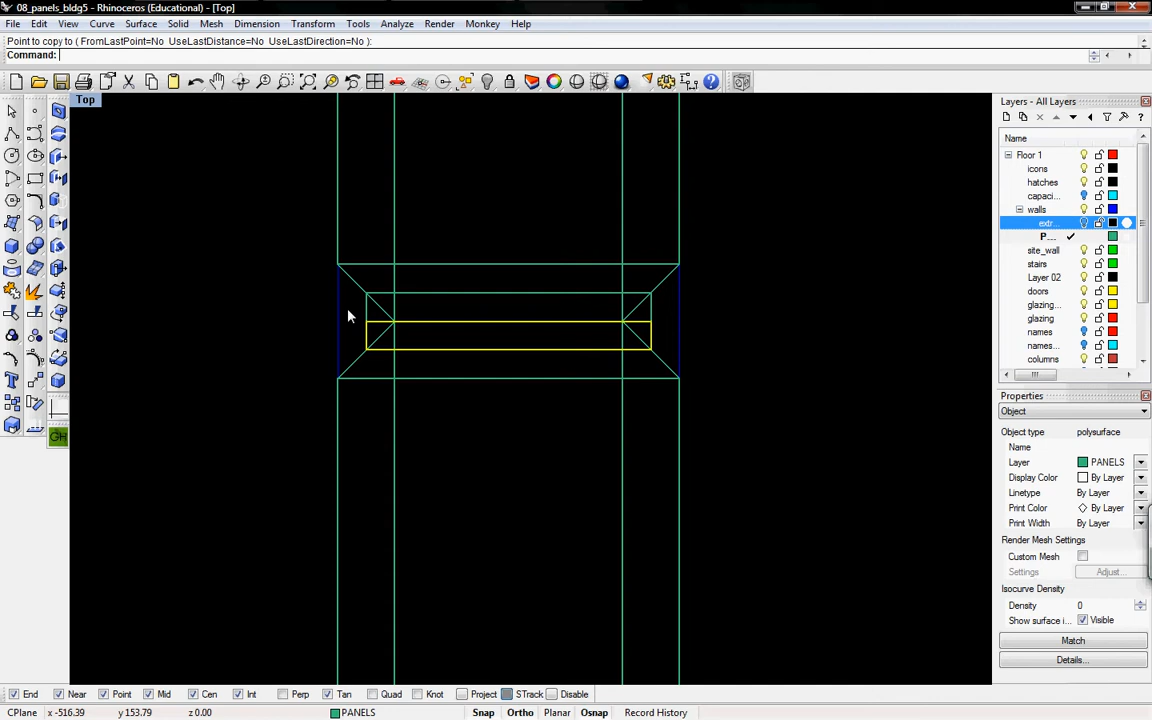 08_panels_bldg5 - Rhinoceros (Educational) - [Top]
File Edit View Curve Surface Solid Mesh Dimension Transform Tools Analyze Render Monkey Help
Point to copy to ( FromLastPoint=No UseLastDistance=No UseLastDirection=No ):
Command:
Top
Layers - All Layers
Name
Floor 1
icons
hatches
capaci...
walls
extr...
P...
site_wall
stairs
Layer 02
doors
glazing...
glazing
names
names...
columns
Properties
Object
Object type polysurface
Name
Layer PANELS
Display Color By Layer
Linetype By Layer
Print Color By Layer
Print Width By Layer
Render Mesh Settings
Custom Mesh
Settings Adjust...
Isocurve Density
Density 0
Show surface i... Visible
Match
Details...
GH
End Near Point Mid Cen Int Perp Tan Quad Knot Project STrack Disable
CPlane x -516.39 y 153.79 z 0.00 PANELS Snap Ortho Planar Osnap Record History